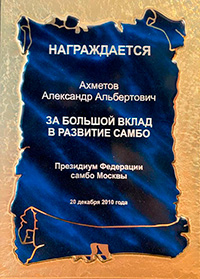 НАГРАЖДАЕТСЯ
Ахметов
Александр Альбертович
ЗА БОЛЬШОЙ ВКЛАД
В РАЗВИТИЕ САМБО
Президиум Федерации
самбо Москвы
20 декабря 2010 года